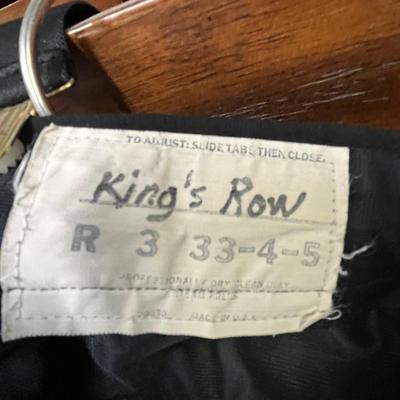 TO ADJUST: SLIDE TABS THEN CLOSE.
King's Row
R 3 33-4-5
PROFESSIONALLY DRY CLEAN ONLY
MADE IN U.S.A.